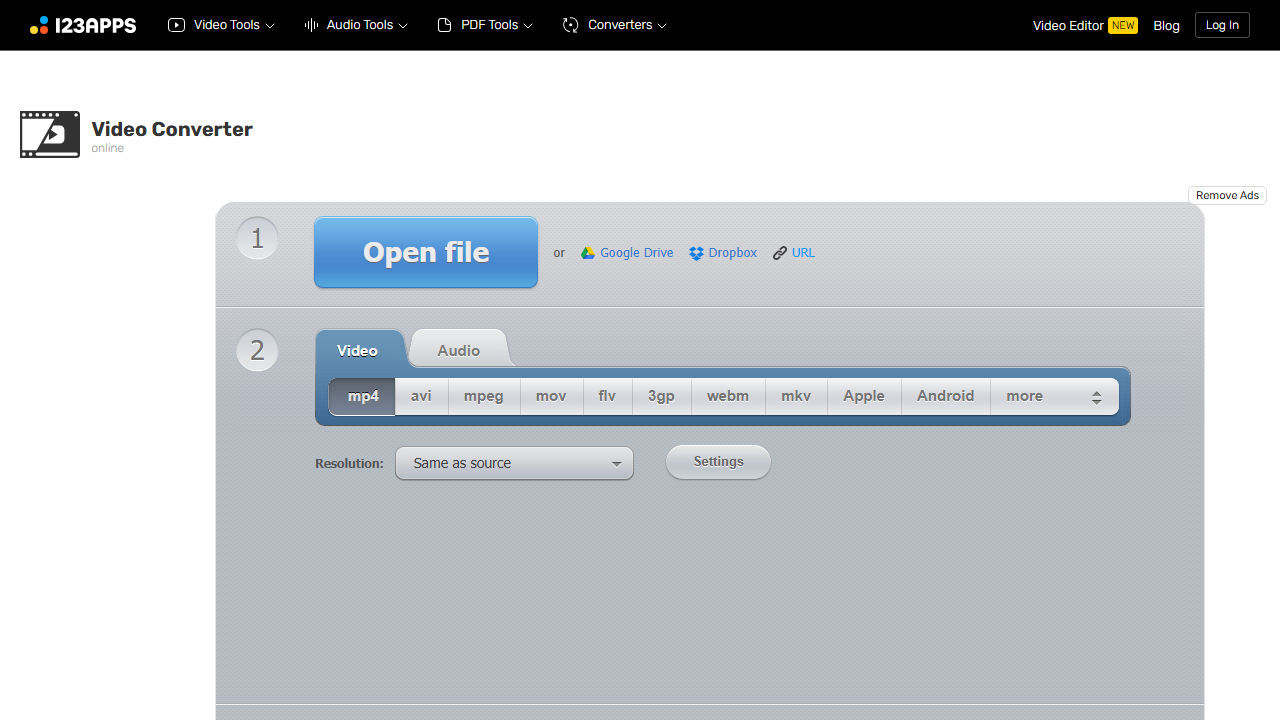 123APPS Video Tools Audio Tools PDF Tools Converters Video Editor NEW Blog Log In
Video Converter
online
Remove Ads
1 Open file or Google Drive Dropbox URL
2 Video Audio
mp4 avi mpeg mov flv 3gp webm mkv Apple Android more
Resolution: Same as source Settings